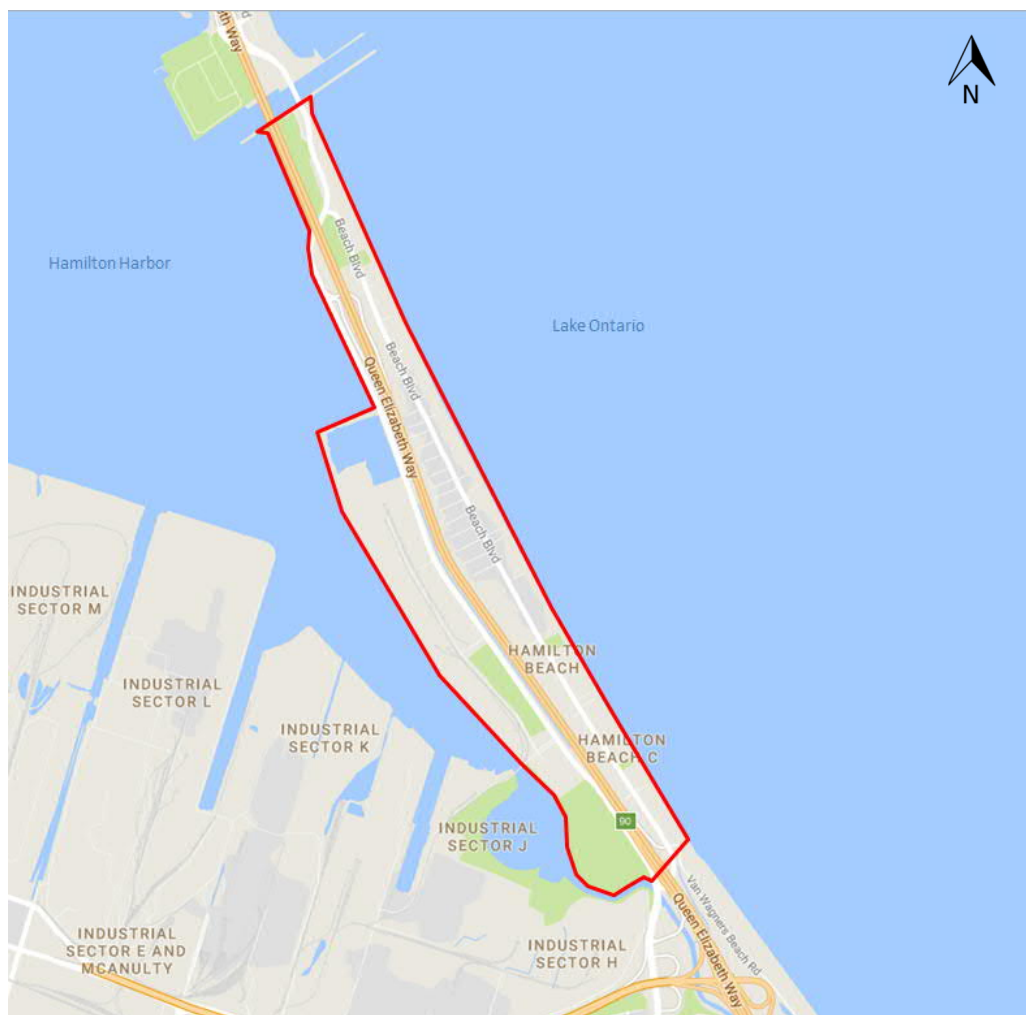 d
eth Way
N
Hamilton Harbor
Beach Blvd
Lake Ontario
Beach Blvd
Queen Elizabeth Way
Beach Blvd
INDUSTRIAL
SECTOR M
HAMILTON
BEACH
INDUSTRIAL
SECTOR L
INDUSTRIAL
SECTOR K
HAMILTON
BEACH C
90
INDUSTRIAL
SECTOR J
Van Wagners Beach Rd
Queen Elizabeth Way
INDUSTRIAL
SECTOR E AND
MCANULTY
INDUSTRIAL
SECTOR H